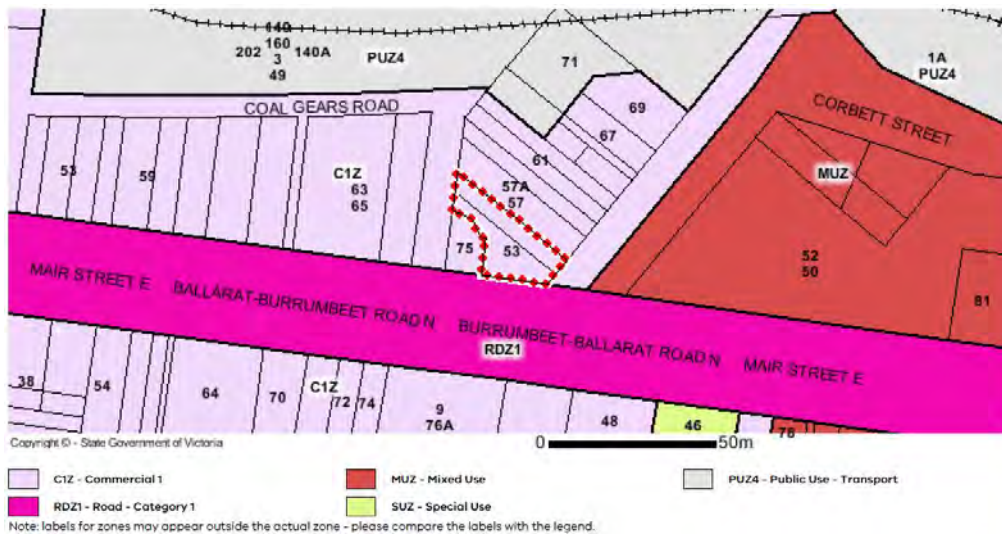 140
160
202 140A
3
49
PUZ4
71
1A
PUZ4
COAL GEARS ROAD
69
67
CORBETT STREET
61
53
59
C1Z
63
65
57A
57
MUZ
75
53
52
50
81
MAIR STREET E BALLARAT-BURRUMBEET ROAD N BURRUMBEET-BALLARAT ROAD N MAIR STREET E
RDZ1
38
54
64
70
C1Z
72
74
9
76A
48
46
78
Copyright © - State Government of Victoria
0 50m
C1Z - Commercial 1
MUZ - Mixed Use
PUZ4 - Public Use - Transport
RDZ1 - Road - Category 1
SUZ - Special Use
Note: labels for zones may appear outside the actual zone - please compare the labels with the legend.